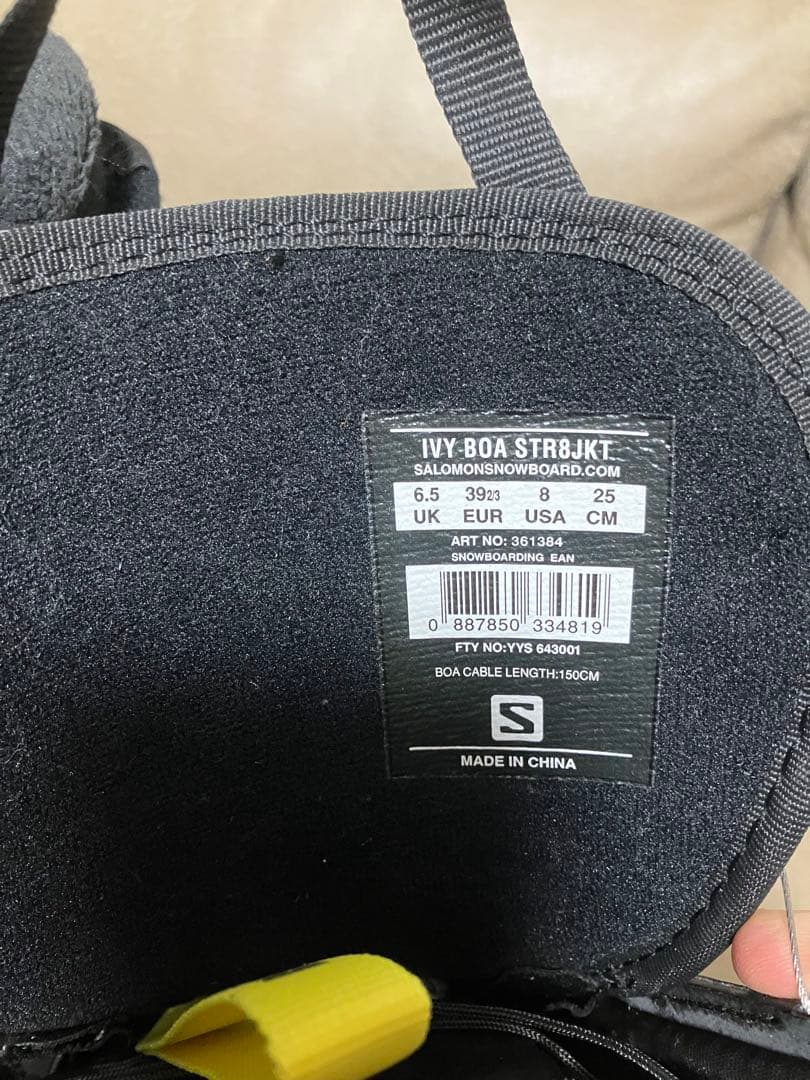 IVY BOA STR8JKT.
SALOMONSNOWBOARD.COM
6.5 39 2/3 8 25
UK EUR USA CM
ART NO: 361384
SNOWBOARDING EAN
0 887850 334819
FTY NO:YYS 643001
BOA CABLE LENGTH:150CM
S
MADE IN CHINA